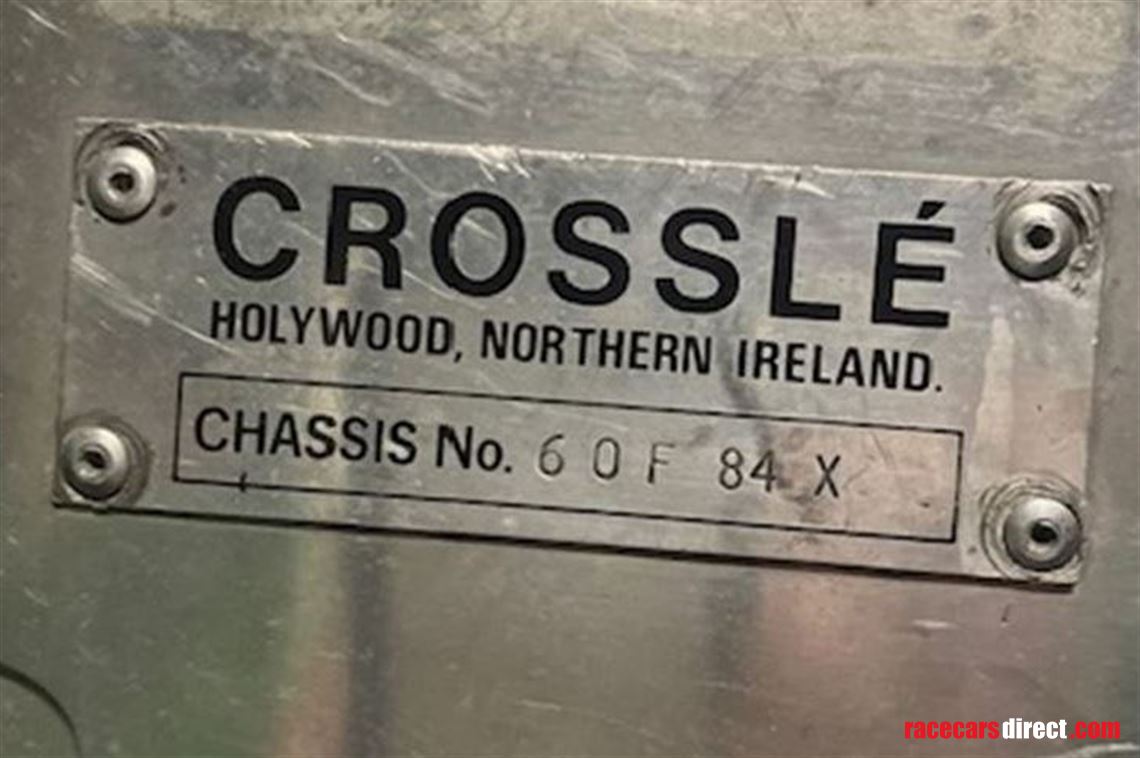 CROSSLÉ
HOLYWOOD, NORTHERN IRELAND.
CHASSIS No. 60F 84 X
racecarsdirect.com